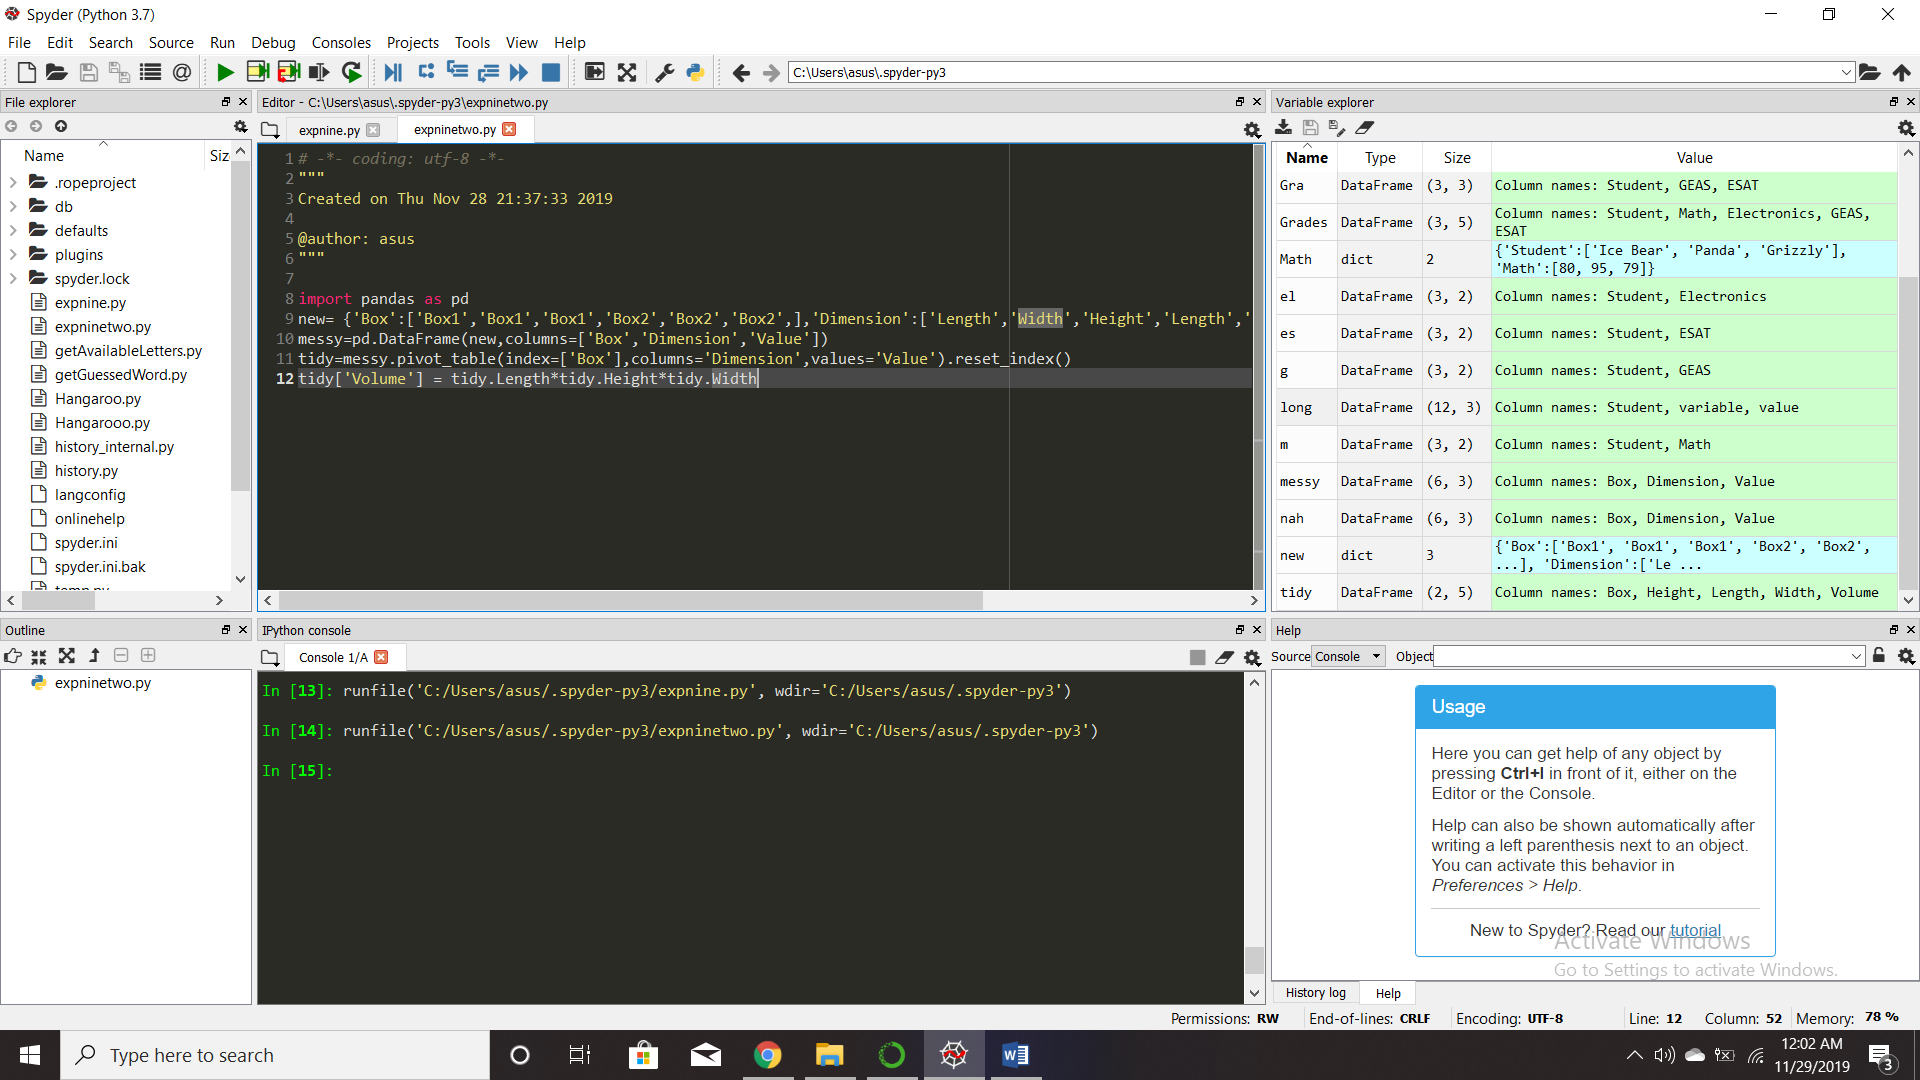 Spyder (Python 3.7)
File Edit Search Source Run Debug Consoles Projects Tools View Help
C:\Users\asus\.spyder-py3
File explorer
Name Siz
.ropeproject
db
defaults
plugins
spyder.lock
expnine.py
expninetwo.py
getAvailableLetters.py
getGuessedWord.py
Hangaroo.py
Hangarooo.py
history_internal.py
history.py
langconfig
onlinehelp
spyder.ini
spyder.ini.bak
Editor - C:\Users\asus\.spyder-py3\expninetwo.py
expnine.py expninetwo.py
1 # -*- coding: utf-8 -*-
2 """
3 Created on Thu Nov 28 21:37:33 2019
4
5 @author: asus
6 """
7
8 import pandas as pd
9 new= {'Box':['Box1','Box1','Box1','Box2','Box2','Box2',],'Dimension':['Length','Width','Height','Length','
10 messy=pd.DataFrame(new,columns=['Box','Dimension','Value'])
11 tidy=messy.pivot_table(index=['Box'],columns='Dimension',values='Value').reset_index()
12 tidy['Volume'] = tidy.Length*tidy.Height*tidy.Width
Variable explorer
Name Type Size Value
Gra DataFrame (3, 3) Column names: Student, GEAS, ESAT
Grades DataFrame (3, 5) Column names: Student, Math, Electronics, GEAS,
ESAT
Math dict 2 {'Student':['Ice Bear', 'Panda', 'Grizzly'],
'Math':[80, 95, 79]}
el DataFrame (3, 2) Column names: Student, Electronics
es DataFrame (3, 2) Column names: Student, ESAT
g DataFrame (3, 2) Column names: Student, GEAS
long DataFrame (12, 3) Column names: Student, variable, value
m DataFrame (3, 2) Column names: Student, Math
messy DataFrame (6, 3) Column names: Box, Dimension, Value
nah DataFrame (6, 3) Column names: Box, Dimension, Value
new dict 3 {'Box':['Box1', 'Box1', 'Box1', 'Box2', 'Box2',
...], 'Dimension':['Le ...
tidy DataFrame (2, 5) Column names: Box, Height, Length, Width, Volume
Outline
expninetwo.py
IPython console
Console 1/A
In [13]: runfile('C:/Users/asus/.spyder-py3/expnine.py', wdir='C:/Users/asus/.spyder-py3')
In [14]: runfile('C:/Users/asus/.spyder-py3/expninetwo.py', wdir='C:/Users/asus/.spyder-py3')
In [15]:
Help
Source Console Object
Usage
Here you can get help of any object by
pressing Ctrl+I in front of it, either on the
Editor or the Console.
Help can also be shown automatically after
writing a left parenthesis next to an object.
You can activate this behavior in
Preferences > Help.
New to Spyder? Read our tutorial
Activate Windows
Go to Settings to activate Windows.
History log Help
Permissions: RW End-of-lines: CRLF Encoding: UTF-8 Line: 12 Column: 52 Memory: 78 %
Type here to search
12:02 AM
11/29/2019
3